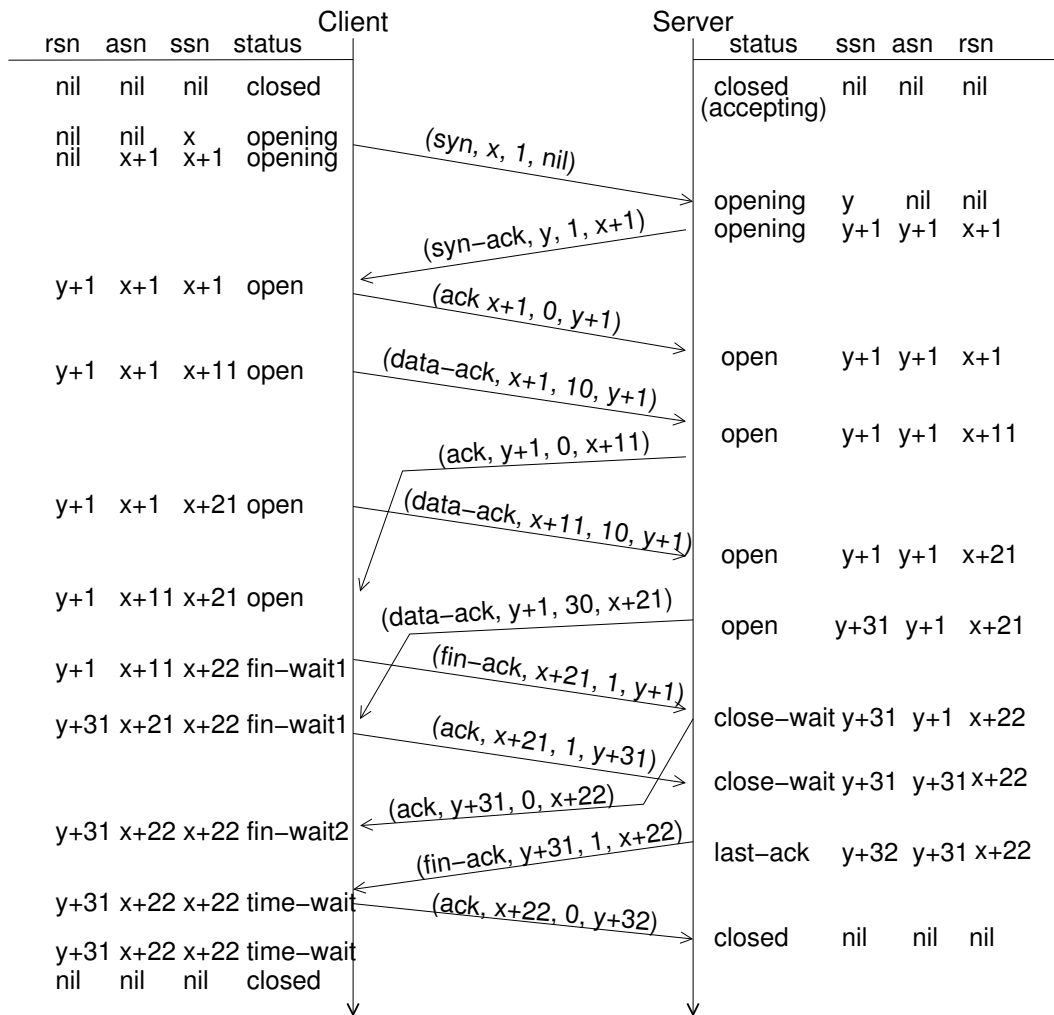 Client Server
rsn asn ssn status status ssn asn rsn
nil nil nil closed closed nil nil nil
(accepting)
nil nil x opening
nil x+1 x+1 opening
(syn, x, 1, nil)
opening y nil nil
opening y+1 y+1 x+1
(syn−ack, y, 1, x+1)
y+1 x+1 x+1 open
(ack x+1, 0, y+1)
open y+1 y+1 x+1
y+1 x+1 x+11 open
(data−ack, x+1, 10, y+1)
open y+1 y+1 x+11
(ack, y+1, 0, x+11)
y+1 x+1 x+21 open
(data−ack, x+11, 10, y+1)
open y+1 y+1 x+21
y+1 x+11 x+21 open
(data−ack, y+1, 30, x+21)
open y+31 y+1 x+21
y+1 x+11 x+22 fin−wait1
(fin−ack, x+21, 1, y+1)
close−wait y+31 y+1 x+22
y+31 x+21 x+22 fin−wait1
(ack, x+21, 1, y+31)
close−wait y+31 y+31 x+22
(ack, y+31, 0, x+22)
y+31 x+22 x+22 fin−wait2
(fin−ack, y+31, 1, x+22)
last−ack y+32 y+31 x+22
y+31 x+22 x+22 time−wait
(ack, x+22, 0, y+32)
closed nil nil nil
y+31 x+22 x+22 time−wait
nil nil nil closed